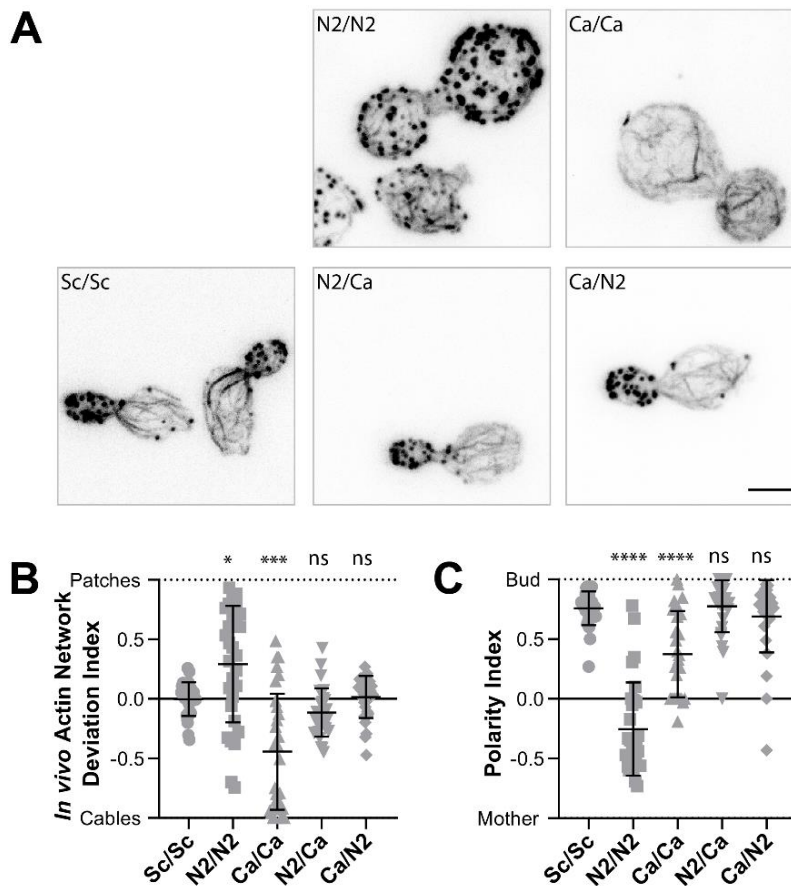 A
N2/N2
Ca/Ca
Sc/Sc
N2/Ca
Ca/N2
B
* *** ns ns
In vivo Actin Network
Deviation Index
Patches
0.5
0.0
-0.5
Cables
Sc/Sc N2/N2 Ca/Ca N2/Ca Ca/N2
C
**** **** ns ns
Polarity Index
Bud
0.5
0.0
-0.5
Mother
Sc/Sc N2/N2 Ca/Ca N2/Ca Ca/N2